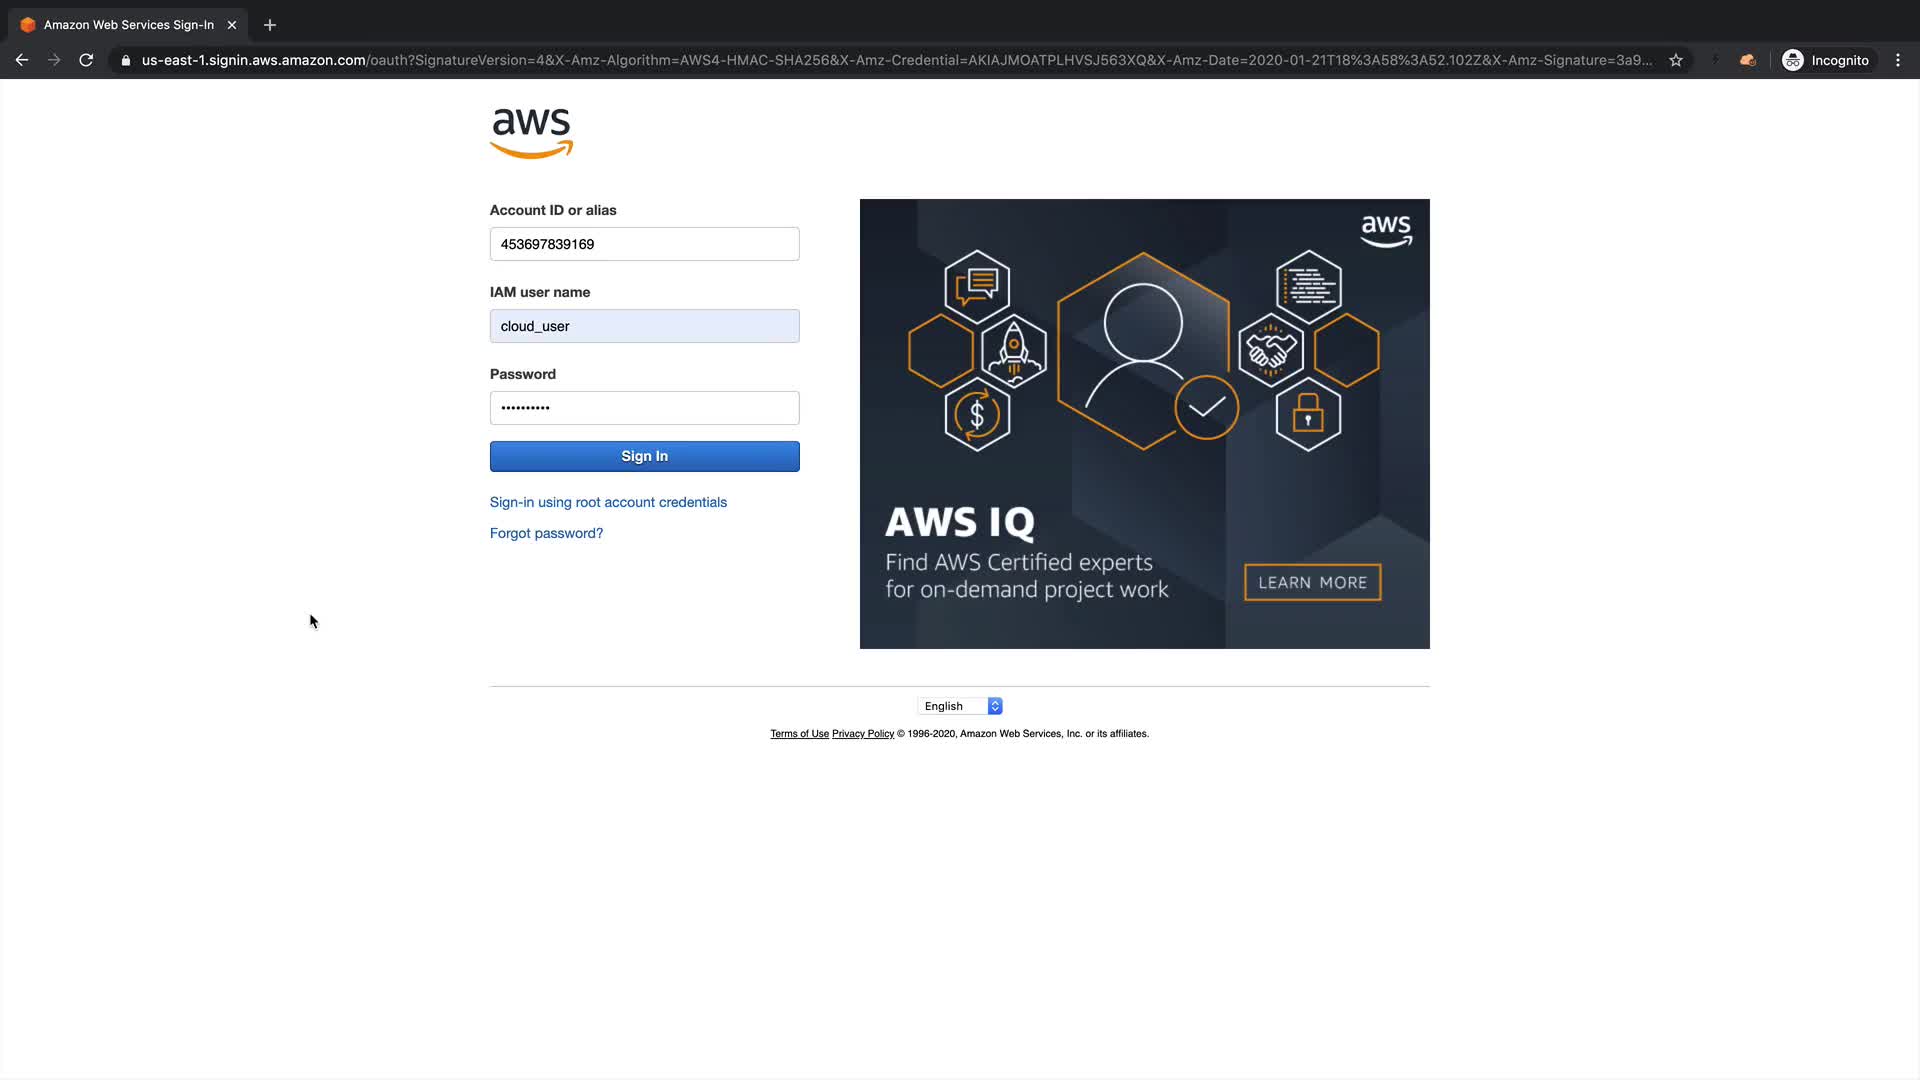 Amazon Web Services Sign-In
us-east-1.signin.aws.amazon.com/oauth?SignatureVersion=4&X-Amz-Algorithm=AWS4-HMAC-SHA256&X-Amz-Credential=AKIAJMOATPLHVSJ563XQ&X-Amz-Date=2020-01-21T18%3A58%3A52.102Z&X-Amz-Signature=3a9...
Incognito
aws
Account ID or alias
453697839169
IAM user name
cloud_user
Password
••••••••••
Sign In
Sign-in using root account credentials
Forgot password?
aws
AWS IQ
Find AWS Certified experts
for on-demand project work
LEARN MORE
English
Terms of Use Privacy Policy © 1996-2020, Amazon Web Services, Inc. or its affiliates.